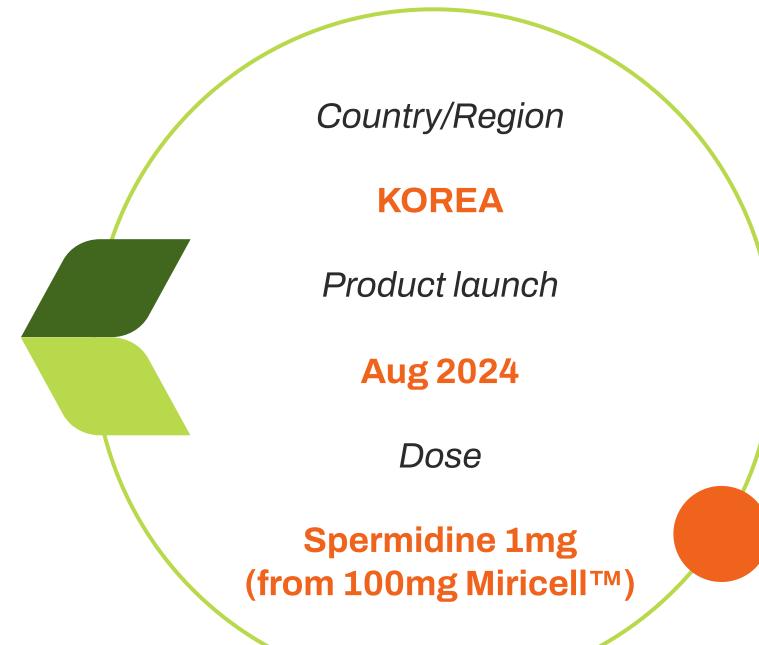 Country/Region
KOREA
Product launch
Aug 2024
Dose
Spermidine 1mg
(from 100mg Miricell™)